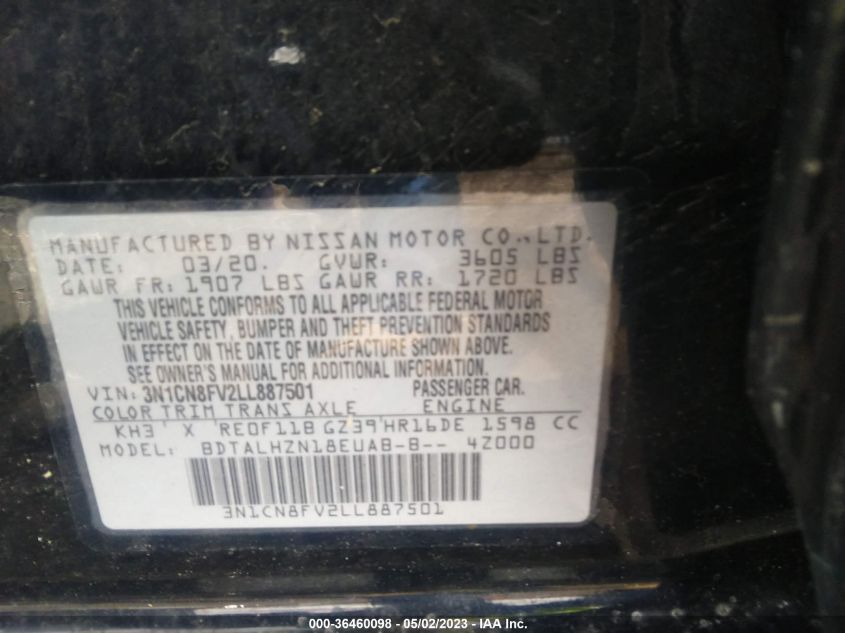 MANUFACTURED BY NISSAN MOTOR CO., LTD.
DATE: 03/20. GVWR: 3605 LBS
GAWR FR: 1907 LBS GAWR RR: 1720 LBS
THIS VEHICLE CONFORMS TO ALL APPLICABLE FEDERAL MOTOR
VEHICLE SAFETY, BUMPER AND THEFT PREVENTION STANDARDS
IN EFFECT ON THE DATE OF MANUFACTURE SHOWN ABOVE.
SEE OWNER'S MANUAL FOR ADDITIONAL INFORMATION.
VIN: 3N1CN8FV2LL887501 PASSENGER CAR.
COLOR TRIM TRANS AXLE ENGINE
KH3 X RE0F11B GZ39 HR16DE 1598 CC
MODEL: BDTALHZN18EUAB-B-- 4Z000
3N1CN8FV2LL887501
000-36460098 - 05/02/2023 - IAA Inc.